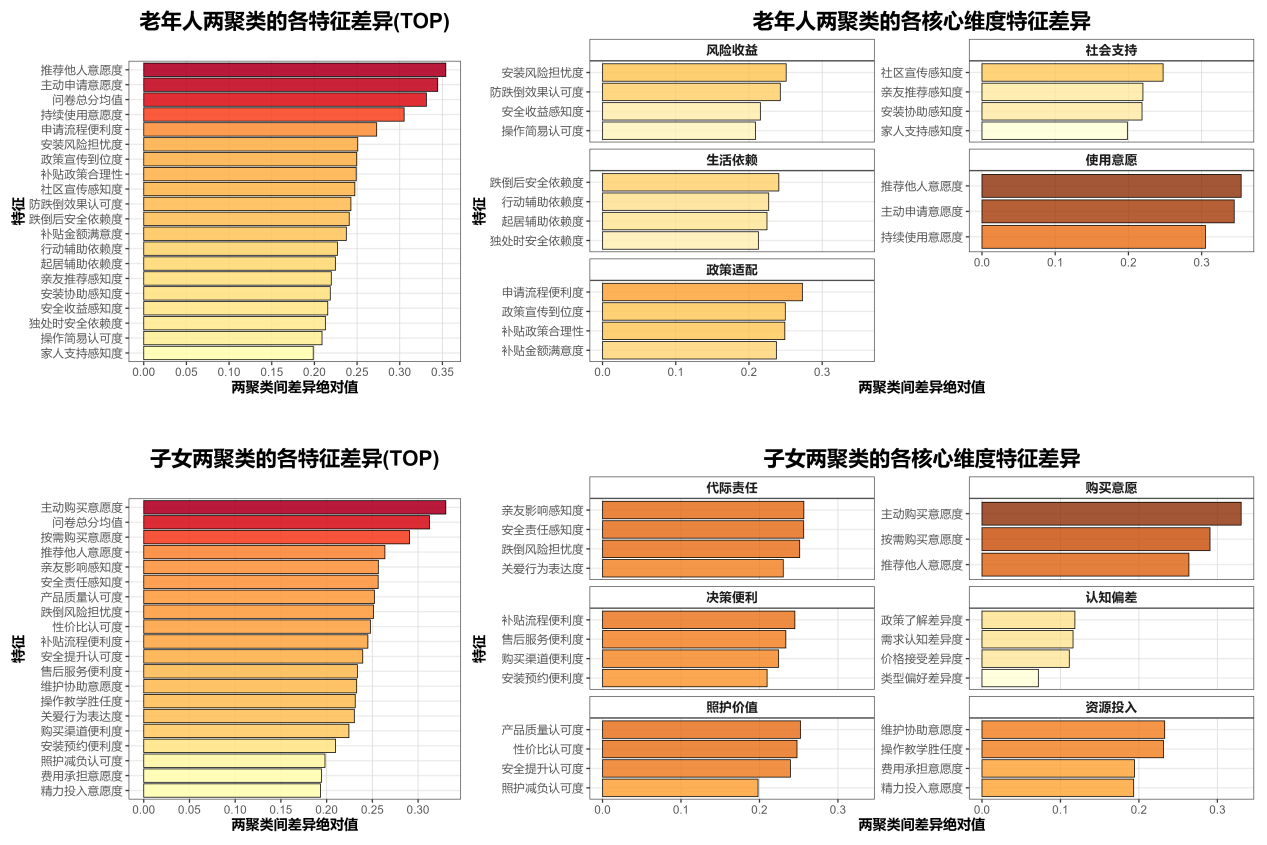 老年人两聚类的各特征差异(TOP)
特征
推荐他人意愿度
主动申请意愿度
问卷总分均值
持续使用意愿度
申请流程便利度
安装风险担忧度
政策宣传到位度
补贴政策合理性
社区宣传感知度
防跌倒效果认可度
跌倒后安全依赖度
补贴金额满意度
行动辅助依赖度
起居辅助依赖度
亲友推荐感知度
安装协助感知度
安全收益感知度
独处时安全依赖度
操作简易认可度
家人支持感知度
0.00 0.05 0.10 0.15 0.20 0.25 0.30 0.35
两聚类间差异绝对值
老年人两聚类的各核心维度特征差异
特征
风险收益
安装风险担忧度
防跌倒效果认可度
安全收益感知度
操作简易认可度
社会支持
社区宣传感知度
亲友推荐感知度
安装协助感知度
家人支持感知度
生活依赖
跌倒后安全依赖度
行动辅助依赖度
起居辅助依赖度
独处时安全依赖度
使用意愿
推荐他人意愿度
主动申请意愿度
持续使用意愿度
0.0 0.1 0.2 0.3
政策适配
申请流程便利度
政策宣传到位度
补贴政策合理性
补贴金额满意度
0.0 0.1 0.2 0.3
两聚类间差异绝对值
子女两聚类的各特征差异(TOP)
特征
主动购买意愿度
问卷总分均值
按需购买意愿度
推荐他人意愿度
亲友影响感知度
安全责任感知度
产品质量认可度
跌倒风险担忧度
性价比认可度
补贴流程便利度
安全提升认可度
售后服务便利度
维护协助意愿度
操作教学胜任度
关爱行为表达度
购买渠道便利度
安装预约便利度
照护减负认可度
费用承担意愿度
精力投入意愿度
0.00 0.05 0.10 0.15 0.20 0.25 0.30
两聚类间差异绝对值
子女两聚类的各核心维度特征差异
特征
代际责任
亲友影响感知度
安全责任感知度
跌倒风险担忧度
关爱行为表达度
购买意愿
主动购买意愿度
按需购买意愿度
推荐他人意愿度
决策便利
补贴流程便利度
售后服务便利度
购买渠道便利度
安装预约便利度
认知偏差
政策了解差异度
需求认知差异度
价格接受差异度
类型偏好差异度
照护价值
产品质量认可度
性价比认可度
安全提升认可度
照护减负认可度
0.0 0.1 0.2 0.3
资源投入
维护协助意愿度
操作教学胜任度
费用承担意愿度
精力投入意愿度
0.0 0.1 0.2 0.3
两聚类间差异绝对值